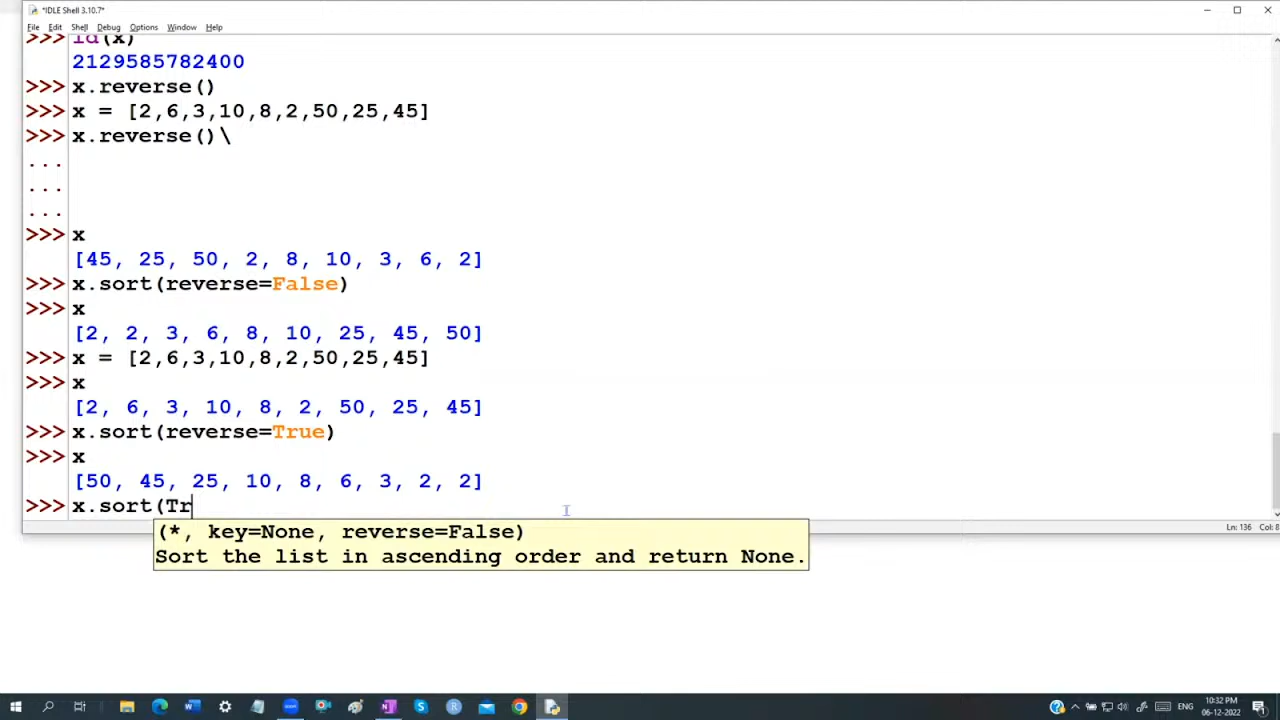 *IDLE Shell 3.10.7*
File Edit Shell Debug Options Window Help
>>> id(x)
2129585782400
>>> x.reverse()
>>> x = [2,6,3,10,8,2,50,25,45]
>>> x.reverse()\
...
...
...
>>> x
[45, 25, 50, 2, 8, 10, 3, 6, 2]
>>> x.sort(reverse=False)
>>> x
[2, 2, 3, 6, 8, 10, 25, 45, 50]
>>> x = [2,6,3,10,8,2,50,25,45]
>>> x
[2, 6, 3, 10, 8, 2, 50, 25, 45]
>>> x.sort(reverse=True)
>>> x
[50, 45, 25, 10, 8, 6, 3, 2, 2]
>>> x.sort(Tr
(*, key=None, reverse=False)
Sort the list in ascending order and return None.
Ln: 136 Col: 8
ENG
10:32 PM
06-12-2022